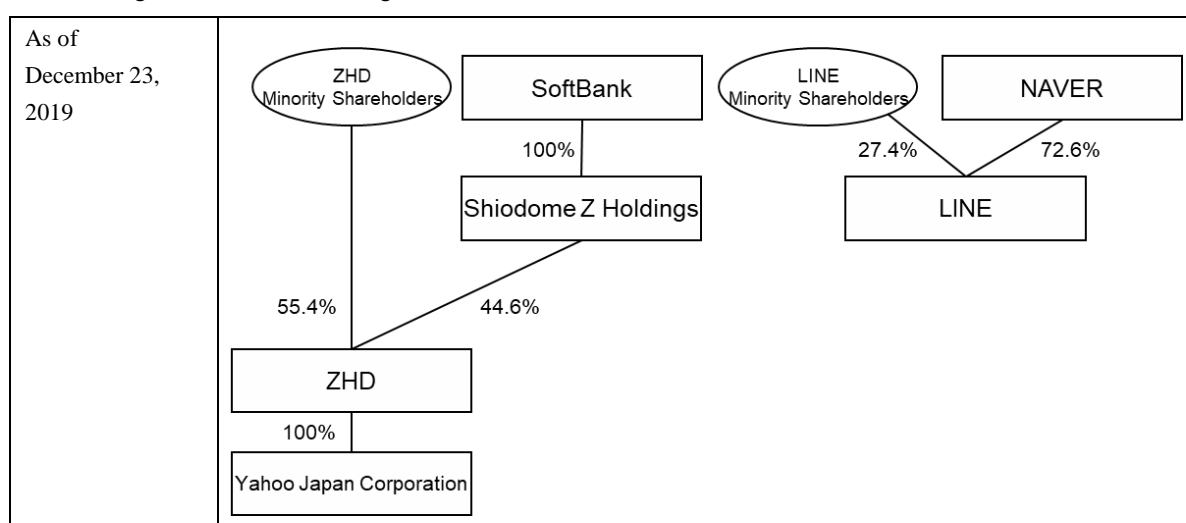 As of
December 23,
2019
ZHD
Minority Shareholders
SoftBank
LINE
Minority Shareholders
NAVER
100%
27.4%
72.6%
Shiodome Z Holdings
LINE
55.4%
44.6%
ZHD
100%
Yahoo Japan Corporation